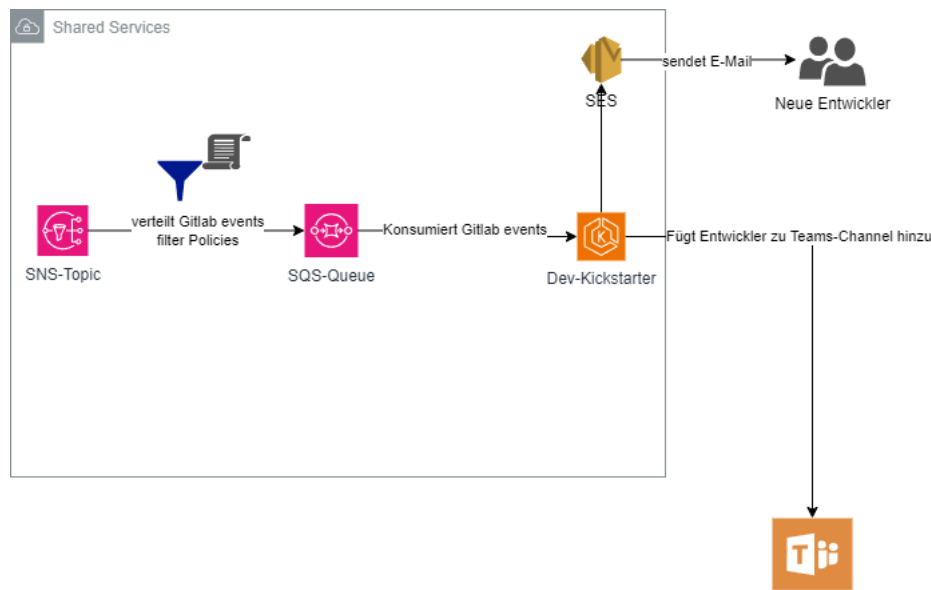 Shared Services
SES
sendet E-Mail
Neue Entwickler
verteilt Gitlab events
filter Policies
SNS-Topic
SQS-Queue
Konsumiert Gitlab events
Dev-Kickstarter
Fügt Entwickler zu Teams-Channel hinzu
T